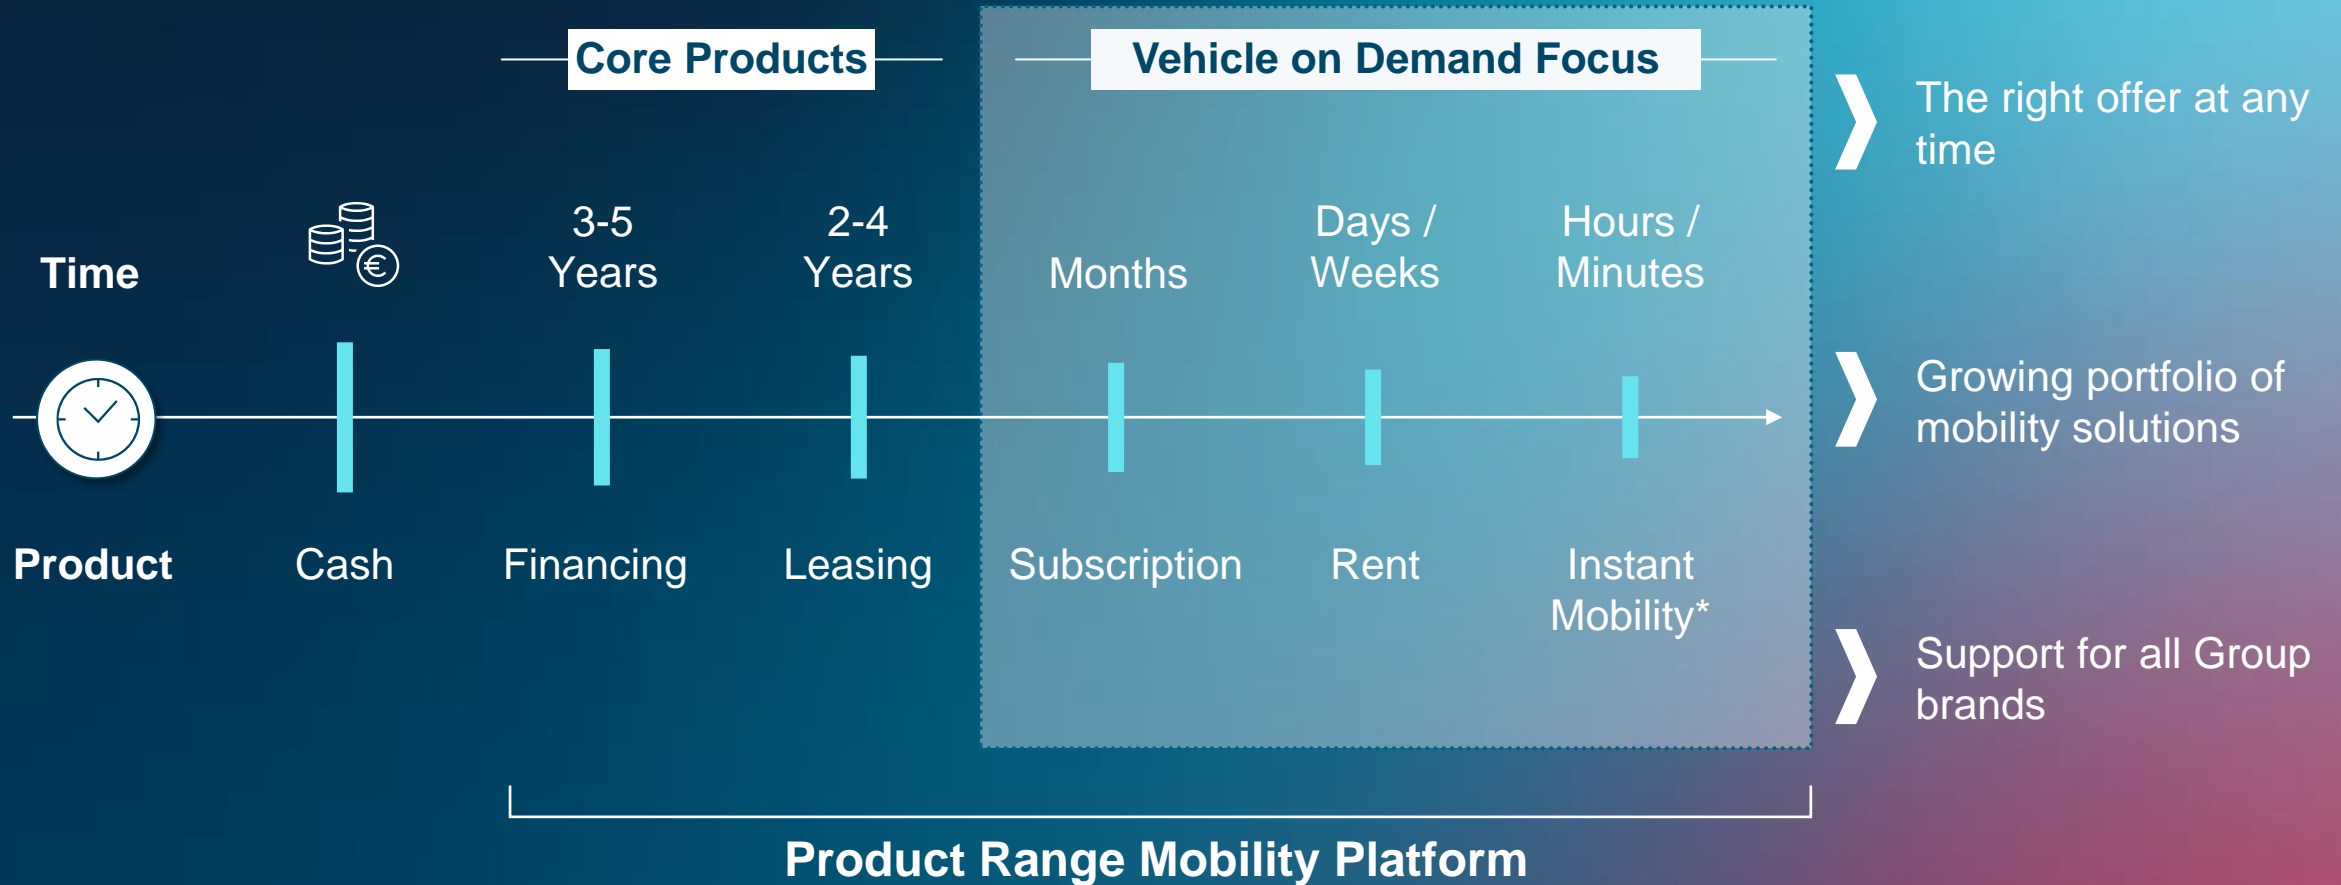 Core Products
Vehicle on Demand Focus
Time
€
3-5
Years
2-4
Years
Months
Days /
Weeks
Hours /
Minutes
Product
Cash
Financing
Leasing
Subscription
Rent
Instant
Mobility*
Product Range Mobility Platform
The right offer at any
time
Growing portfolio of
mobility solutions
Support for all Group
brands